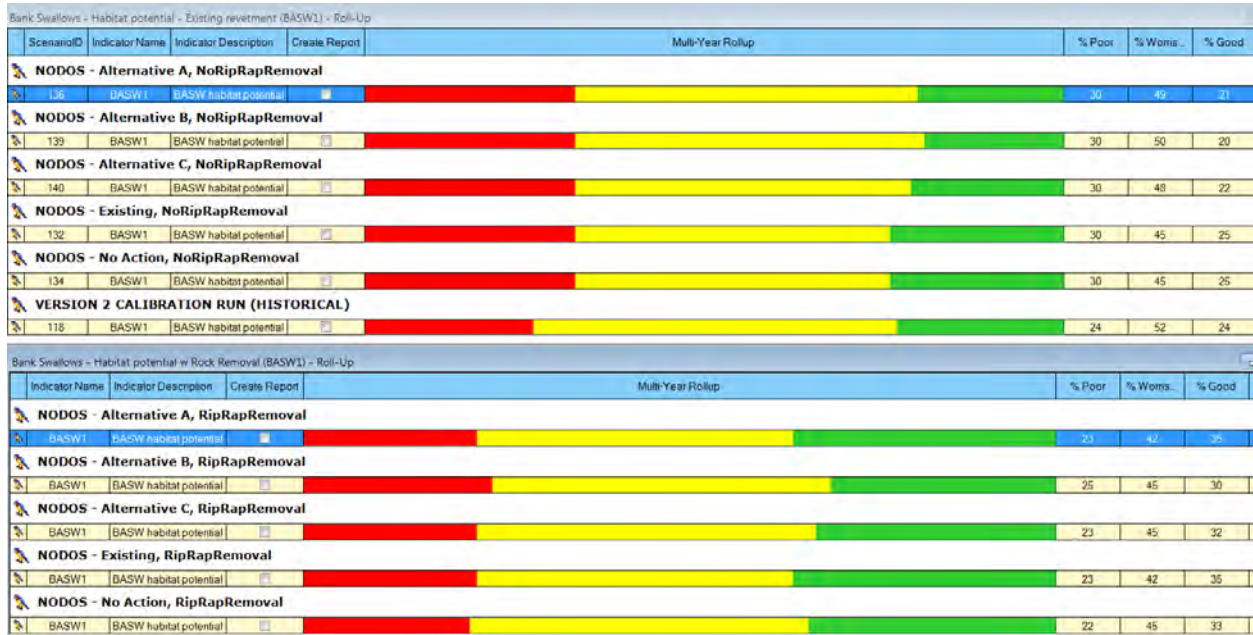 Bank Swallows - Habitat potential - Existing revetment (BASW1) - Roll-Up
ScenarioID Indicator Name Indicator Description Create Report Multi-Year Rollup % Poor % Worris... % Good
NODOS - Alternative A, NoRipRapRemoval
136 BASW1 BASW habitat potential 30 49 21
NODOS - Alternative B, NoRipRapRemoval
139 BASW1 BASW habitat potential 30 50 20
NODOS - Alternative C, NoRipRapRemoval
140 BASW1 BASW habitat potential 30 48 22
NODOS - Existing, NoRipRapRemoval
132 BASW1 BASW habitat potential 30 45 25
NODOS - No Action, NoRipRapRemoval
134 BASW1 BASW habitat potential 30 45 25
VERSION 2 CALIBRATION RUN (HISTORICAL)
118 BASW1 BASW habitat potential 24 52 24
Bank Swallows - Habitat potential w Rock Removal (BASW1) - Roll-Up
Indicator Name Indicator Description Create Report Multi-Year Rollup % Poor % Worris... % Good
NODOS - Alternative A, RipRapRemoval
BASW1 BASW habitat potential 23 42 35
NODOS - Alternative B, RipRapRemoval
BASW1 BASW habitat potential 25 45 30
NODOS - Alternative C, RipRapRemoval
BASW1 BASW habitat potential 23 45 32
NODOS - Existing, RipRapRemoval
BASW1 BASW habitat potential 23 42 35
NODOS - No Action, RipRapRemoval
BASW1 BASW habitat potential 22 45 33